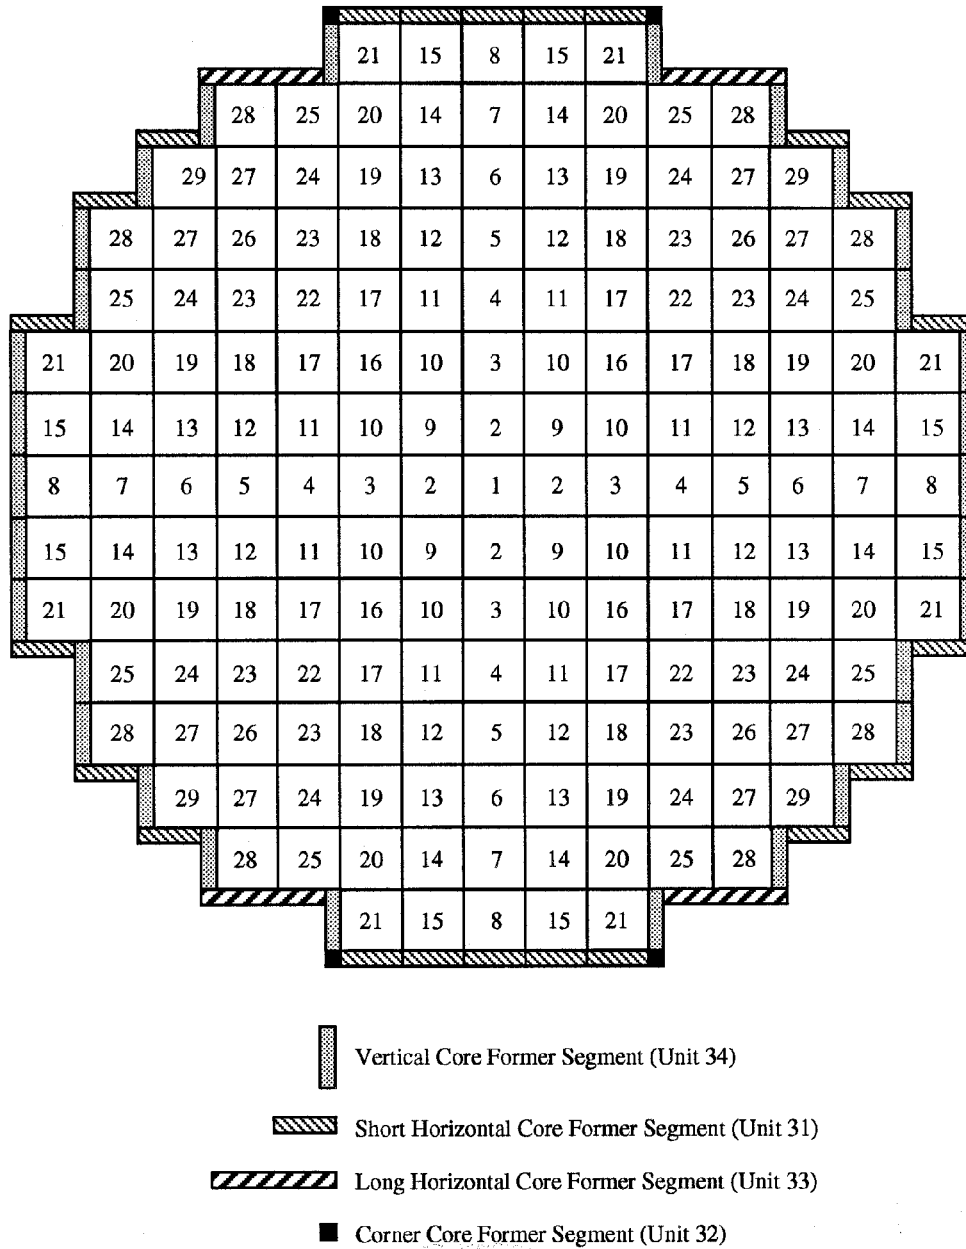 21 15 8 15 21
28 25 20 14 7 14 20 25 28
29 27 24 19 13 6 13 19 24 27 29
28 27 26 23 18 12 5 12 18 23 26 27 28
25 24 23 22 17 11 4 11 17 22 23 24 25
21 20 19 18 17 16 10 3 10 16 17 18 19 20 21
15 14 13 12 11 10 9 2 9 10 11 12 13 14 15
8 7 6 5 4 3 2 1 2 3 4 5 6 7 8
15 14 13 12 11 10 9 2 9 10 11 12 13 14 15
21 20 19 18 17 16 10 3 10 16 17 18 19 20 21
25 24 23 22 17 11 4 11 17 22 23 24 25
28 27 26 23 18 12 5 12 18 23 26 27 28
29 27 24 19 13 6 13 19 24 27 29
28 25 20 14 7 14 20 25 28
21 15 8 15 21
Vertical Core Former Segment (Unit 34)
Short Horizontal Core Former Segment (Unit 31)
Long Horizontal Core Former Segment (Unit 33)
Corner Core Former Segment (Unit 32)